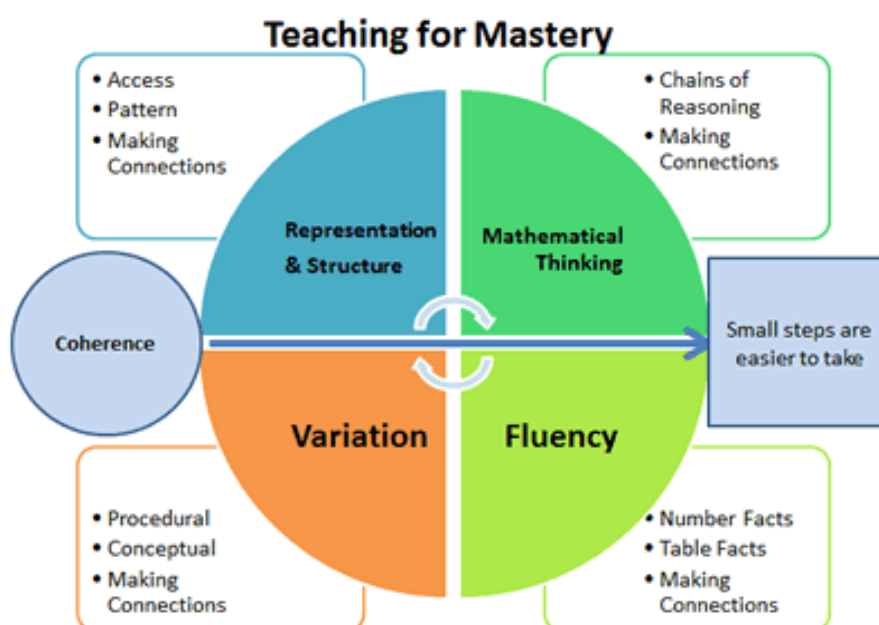 Teaching for Mastery
• Access
• Pattern
• Making
Connections
• Chains of
Reasoning
• Making
Connections
Representation
& Structure
Mathematical
Thinking
Coherence
Small steps are
easier to take
Variation
Fluency
• Procedural
• Conceptual
• Making
Connections
• Number Facts
• Table Facts
• Making
Connections